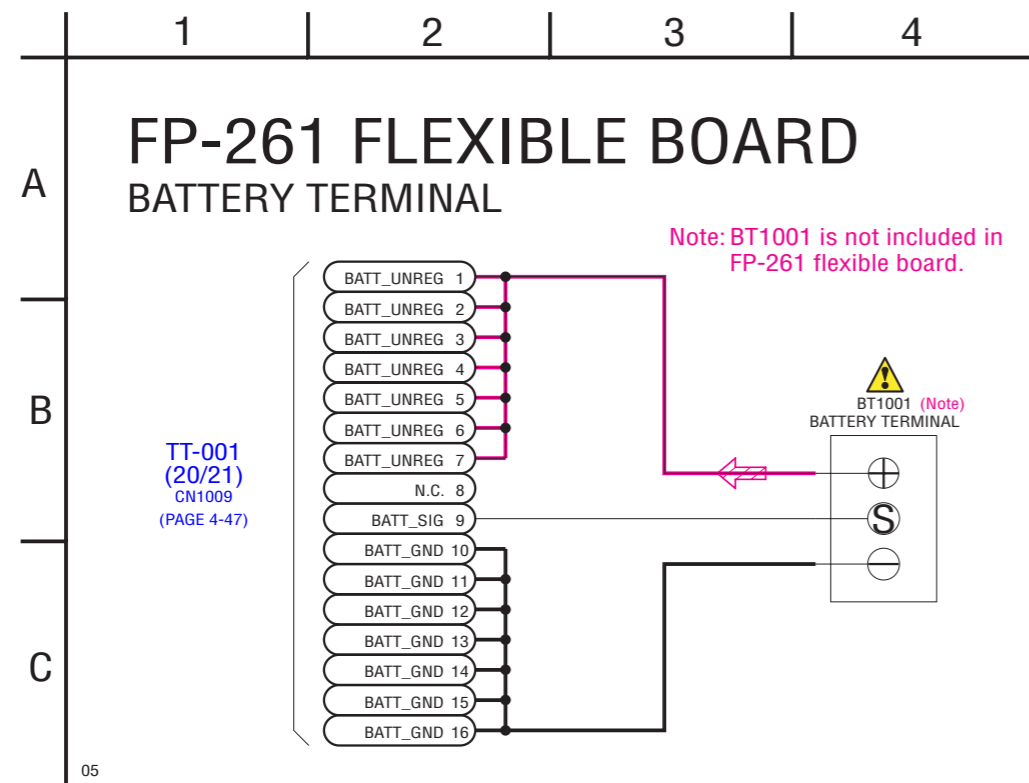 1 2 3 4
FP-261 FLEXIBLE BOARD
A
BATTERY TERMINAL
Note: BT1001 is not included in
FP-261 flexible board.
BATT_UNREG 1
BATT_UNREG 2
BATT_UNREG 3
BATT_UNREG 4
BATT_UNREG 5
BATT_UNREG 6
BATT_UNREG 7
N.C. 8
BATT_SIG 9
BATT_GND 10
BATT_GND 11
BATT_GND 12
BATT_GND 13
BATT_GND 14
BATT_GND 15
BATT_GND 16
B
TT-001
(20/21)
CN1009
(PAGE 4-47)
!
BT1001 (Note)
BATTERY TERMINAL
+
S
−
C
05